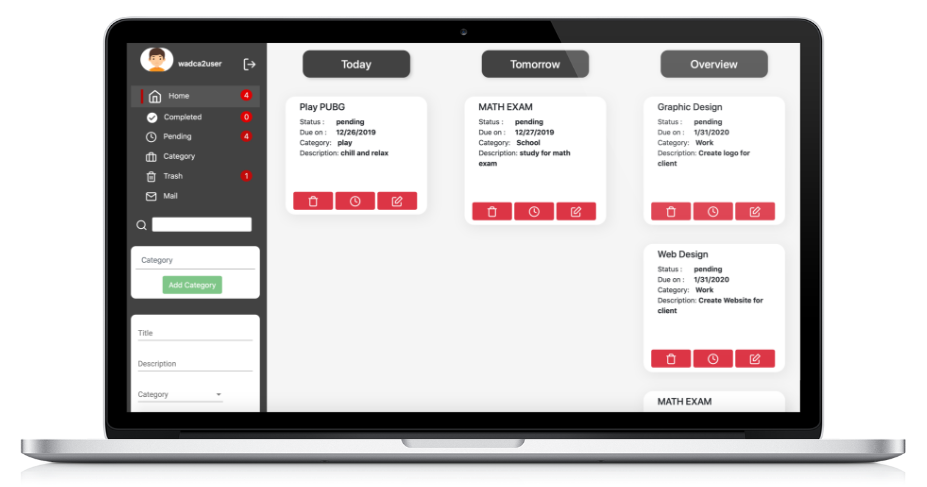 wadca2user
Home 4
Completed 0
Pending 4
Category
Trash 1
Mail
Category
Add Category
Title
Description
Category
Today
Play PUBG
Status : pending
Due on : 12/26/2019
Category: play
Description: chill and relax
Tomorrow
MATH EXAM
Status : pending
Due on : 12/27/2019
Category: School
Description: study for math
exam
Overview
Graphic Design
Status : pending
Due on : 1/31/2020
Category: Work
Description: Create logo for
client
Web Design
Status : pending
Due on : 1/31/2020
Category: Work
Description: Create Website for
client
MATH EXAM